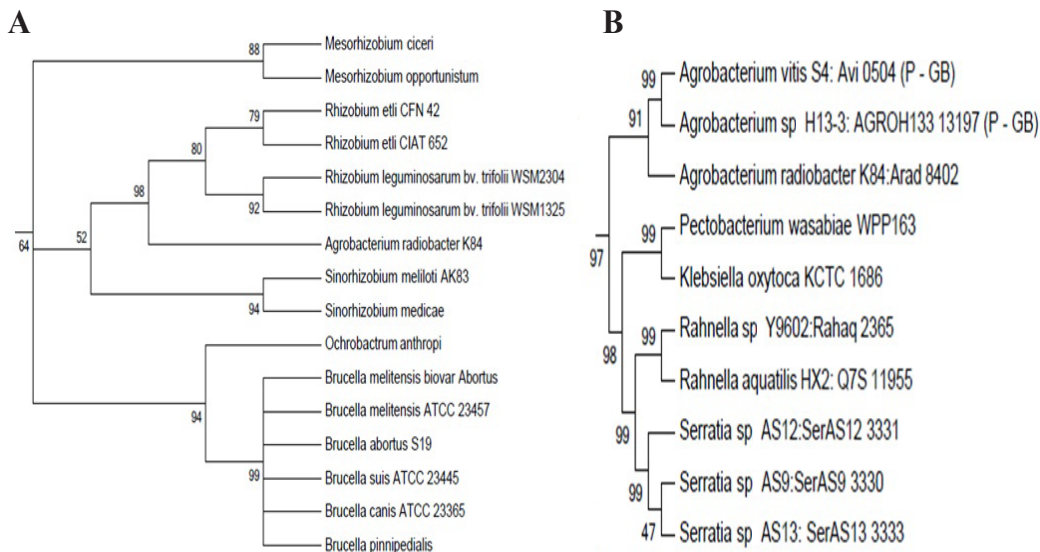 A
88
Mesorhizobium ciceri
Mesorhizobium opportunistum
79
Rhizobium etli CFN 42
Rhizobium etli CIAT 652
80
Rhizobium leguminosarum bv. trifolii WSM2304
Rhizobium leguminosarum bv. trifolii WSM1325
92
98
Agrobacterium radiobacter K84
52
64
Sinorhizobium meliloti AK83
Sinorhizobium medicae
94
Ochrobactrum anthropi
94
Brucella melitensis biovar Abortus
Brucella melitensis ATCC 23457
Brucella abortus S19
Brucella suis ATCC 23445
99
Brucella canis ATCC 23365
Brucella pinnipedialis
B
99
Agrobacterium vitis S4: Avi 0504 (P - GB)
91
Agrobacterium sp H13-3: AGROH133 13197 (P - GB)
Agrobacterium radiobacter K84:Arad 8402
97
99
Pectobacterium wasabiae WPP163
Klebsiella oxytoca KCTC 1686
98
99
Rahnella sp Y9602:Rahaq 2365
Rahnella aquatilis HX2: Q7S 11955
99
Serratia sp AS12:SerAS12 3331
99
Serratia sp AS9:SerAS9 3330
47
Serratia sp AS13: SerAS13 3333